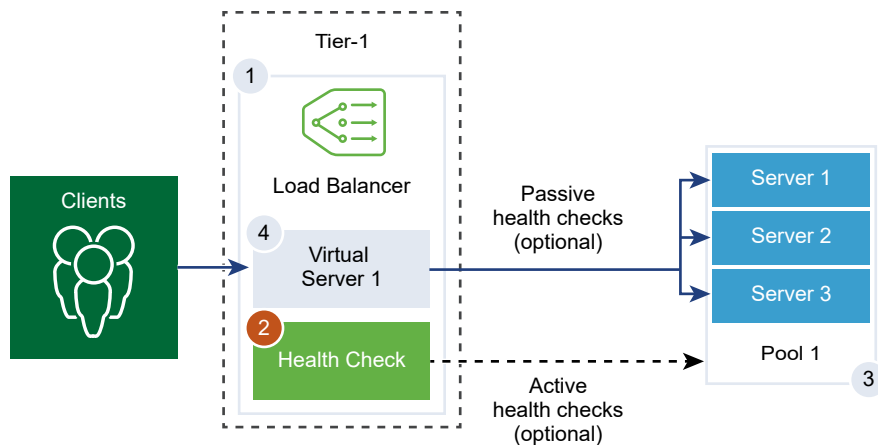 Tier-1
1
Load Balancer
Clients
4
Virtual
Server 1
2
Health Check
Passive
health checks
(optional)
Active
health checks
(optional)
Server 1
Server 2
Server 3
Pool 1
3